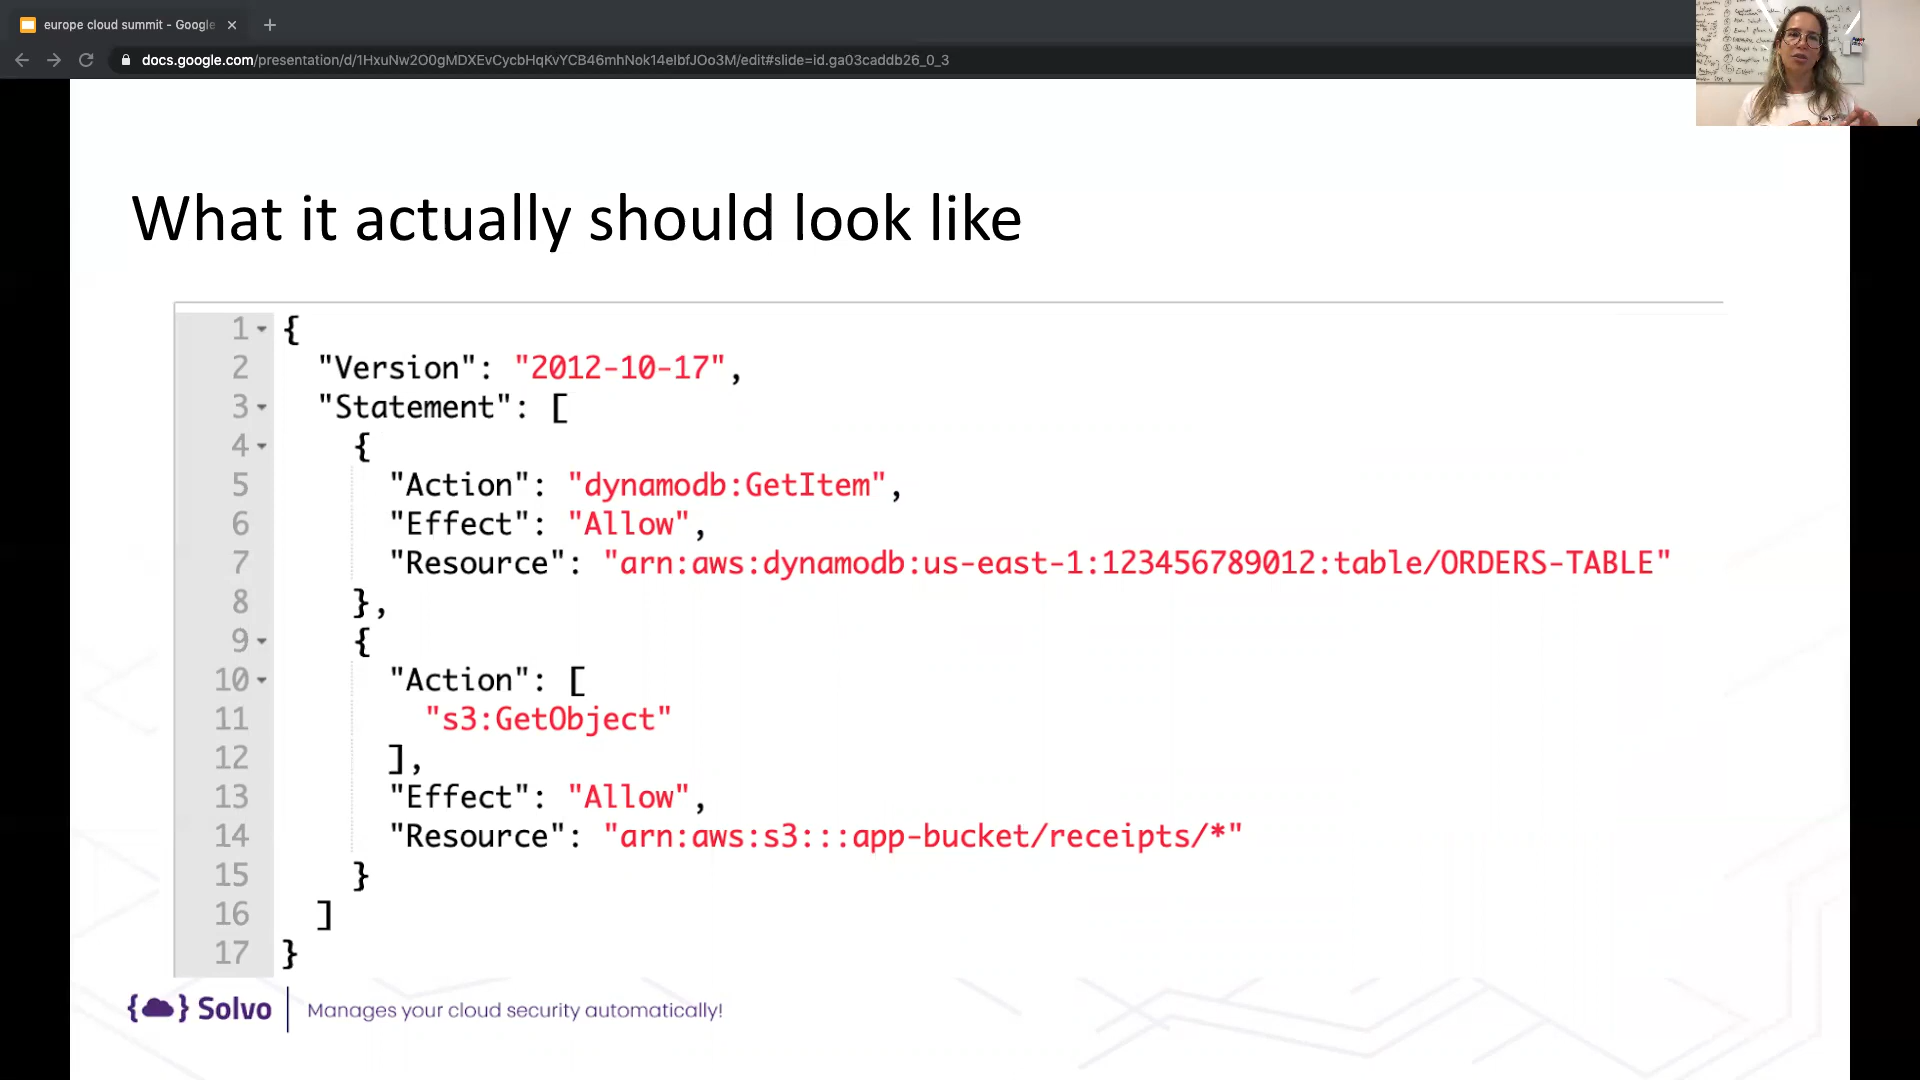 europe cloud summit - Google
docs.google.com/presentation/d/1HxuNw2O0gMDXEvCycbHqKvYCB46mhNok14eIbfJOo3M/edit#slide=id.ga03caddb26_0_3
What it actually should look like
1 {
2 "Version": "2012-10-17",
3 "Statement": [
4 {
5 "Action": "dynamodb:GetItem",
6 "Effect": "Allow",
7 "Resource": "arn:aws:dynamodb:us-east-1:123456789012:table/ORDERS-TABLE"
8 },
9 {
10 "Action": [
11 "s3:GetObject"
12 ],
13 "Effect": "Allow",
14 "Resource": "arn:aws:s3:::app-bucket/receipts/*"
15 }
16 ]
17 }
{ } Solvo
Manages your cloud security automatically!